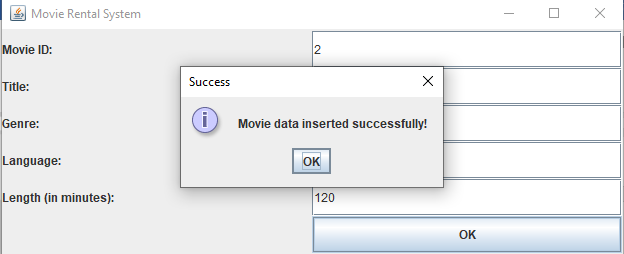 Movie Rental System
Movie ID:
2
Success
Title:
Movie data inserted successfully!
Genre:
OK
Language:
Length (in minutes):
120
OK